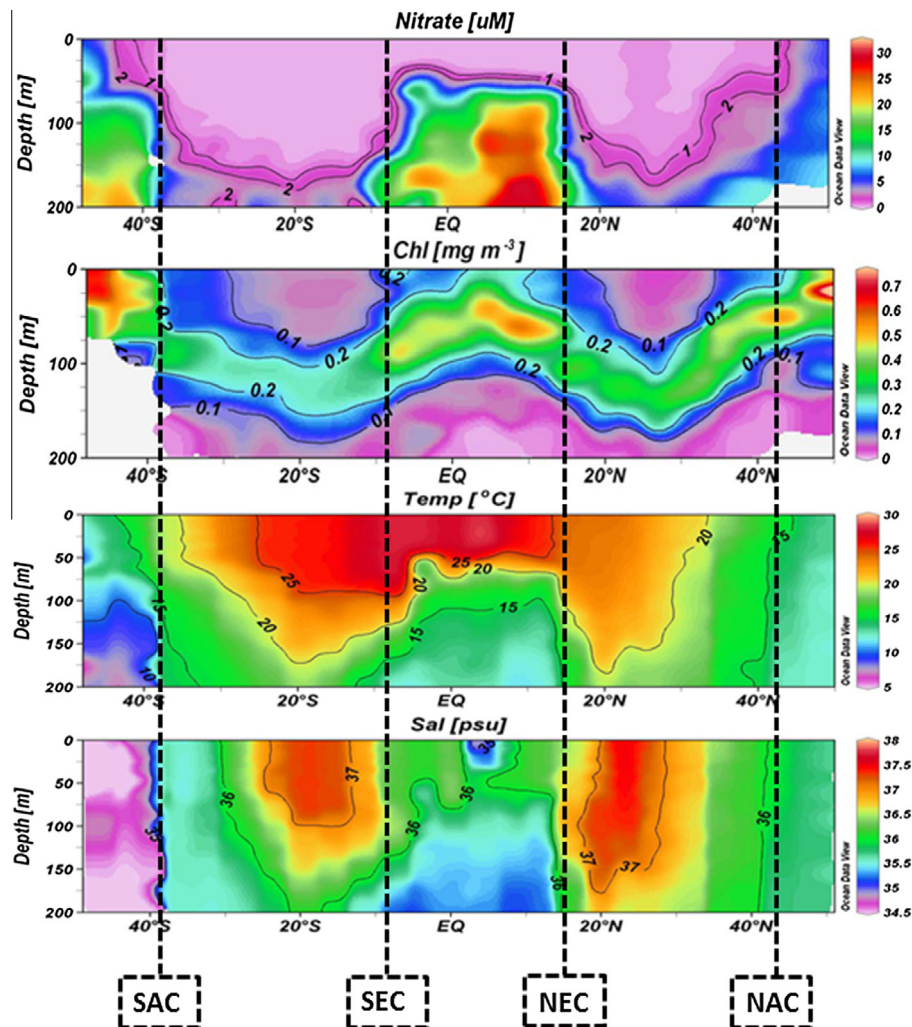 Nitrate [uM]
Depth [m]
0
100
200
2
1
2
2
1
2
1
2
40°S
20°S
EQ
20°N
40°N
30
25
20
15
10
5
0
Ocean Data View
Chl [mg m⁻³]
Depth [m]
0
100
200
0.2
0.2
0.1
0.2
0.2
0.1
0.2
0.1
0.2
0.2
0.1
0.1
40°S
20°S
EQ
20°N
40°N
0.7
0.6
0.5
0.4
0.3
0.2
0.1
0
Ocean Data View
Temp [°C]
Depth [m]
0
50
100
150
200
25
20
15
10
15
20
25
20
15
20
15
40°S
20°S
EQ
20°N
40°N
30
25
20
15
10
5
Ocean Data View
Sal [psu]
Depth [m]
0
50
100
150
200
35
36
37
36
36
36
37
37
36
40°S
20°S
EQ
20°N
40°N
38
37.5
37
36.5
36
35.5
35
34.5
Ocean Data View
SAC
SEC
NEC
NAC